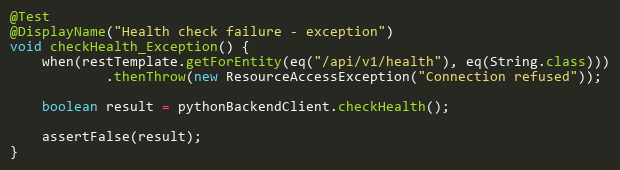 @Test
@DisplayName("Health check failure - exception")
void checkHealth_Exception() {
    when(restTemplate.getForEntity(eq("/api/v1/health"), eq(String.class)))
            .thenThrow(new ResourceAccessException("Connection refused"));

    boolean result = pythonBackendClient.checkHealth();

    assertFalse(result);
}